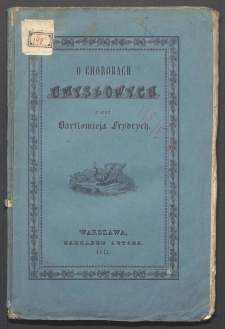 O CHOROBACH
UMYSŁOWYCH
PRZEZ
Bartłomieja Frydrych.
WARSZAWA,
NAKŁADEM AUTORA.